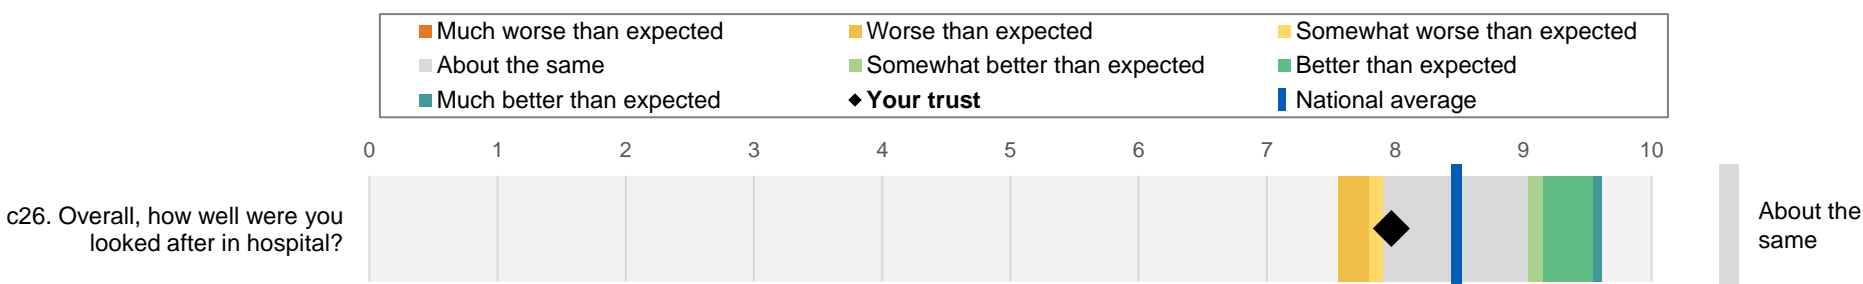 Much worse than expected
Worse than expected
Somewhat worse than expected
About the same
Somewhat better than expected
Better than expected
Much better than expected
Your trust
National average
0 1 2 3 4 5 6 7 8 9 10
c26. Overall, how well were you
looked after in hospital?
About the
same